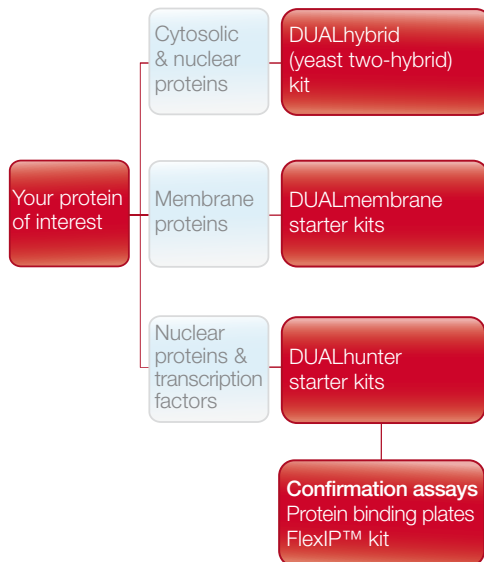 Cytosolic
& nuclear
proteins
DUALhybrid
(yeast two-hybrid)
kit
Your protein
of interest
Membrane
proteins
DUALmembrane
starter kits
Nuclear
proteins &
transcription
factors
DUALhunter
starter kits
Confirmation assays
Protein binding plates
FlexIP™ kit